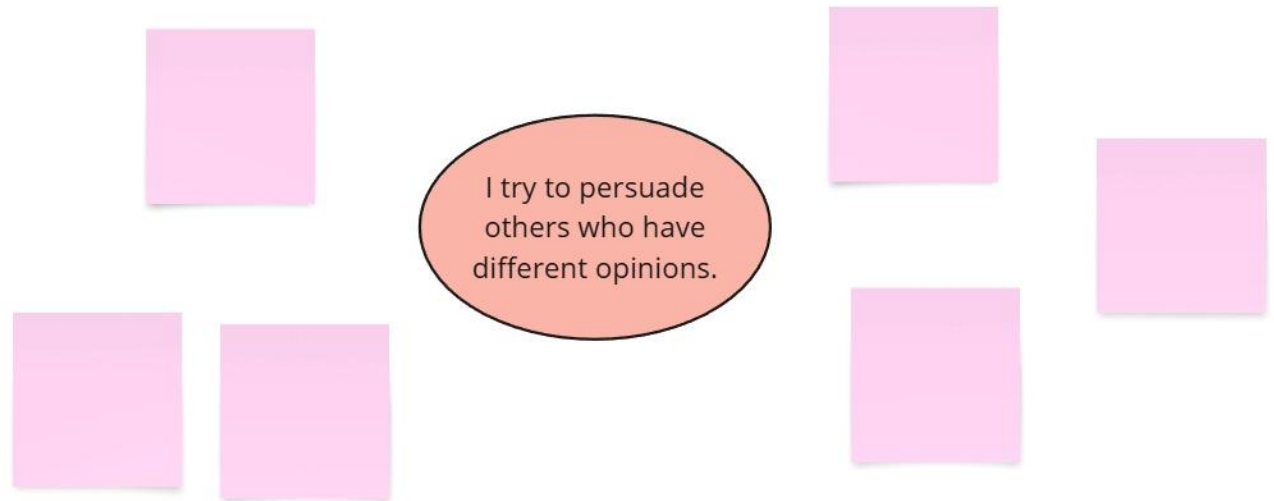 I try to persuade
others who have
different opinions.